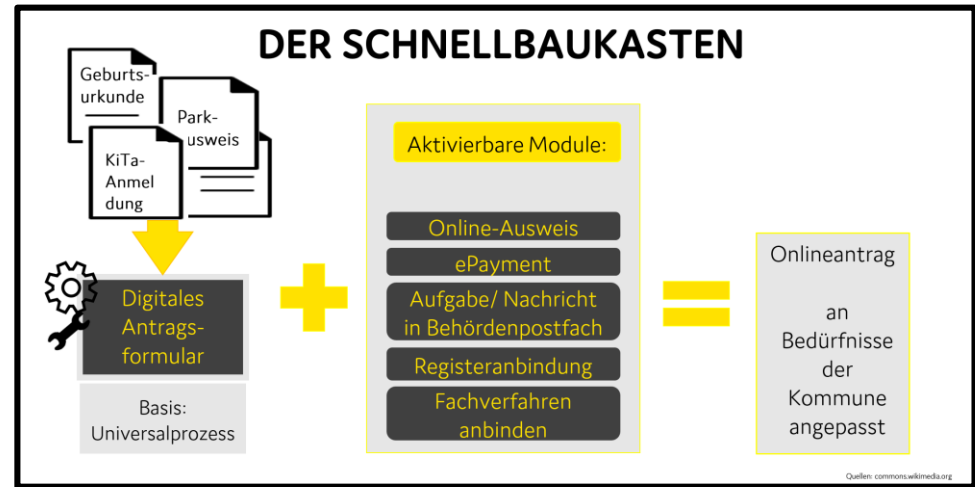 DER SCHNELLBAUKASTEN
Geburts-
urkunde
Park-
usweis
KiTa-
Anmel
dung
Digitales
Antrags-
formular
Basis:
Universalprozess
Aktivierbare Module:
Online-Ausweis
ePayment
Aufgabe/ Nachricht
in Behördenpostfach
Registeranbindung
Fachverfahren
anbinden
Onlineantrag
an
Bedürfnisse
der
Kommune
angepasst
Quellen: commons.wikimedia.org